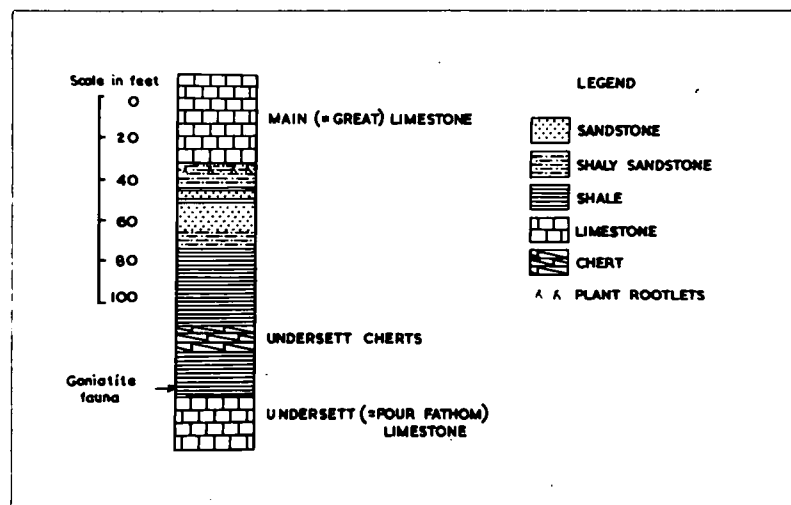 Scale in feet
0
20
40
60
80
100
MAIN (= GREAT) LIMESTONE
UNDERSETT CHERTS
Goniatite
fauna
UNDERSETT (=FOUR FATHOM)
LIMESTONE
LEGEND
SANDSTONE
SHALY SANDSTONE
SHALE
LIMESTONE
CHERT
PLANT ROOTLETS